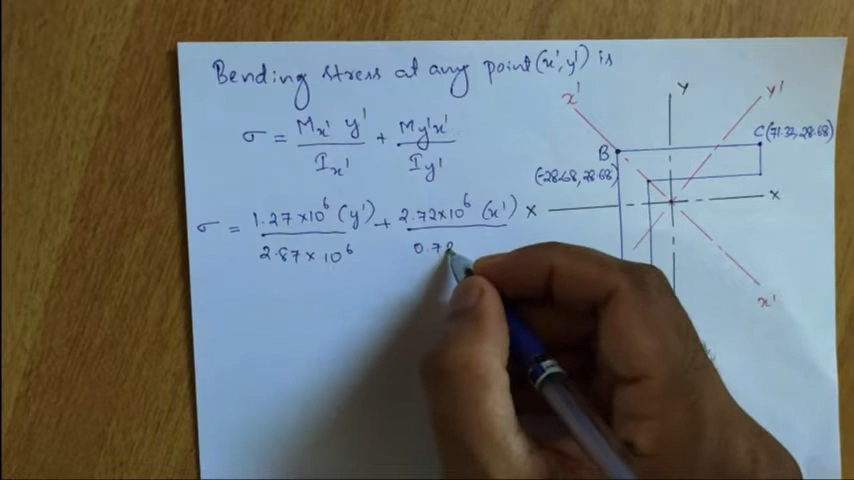 Bending stress at any point (x', y') is
σ = Mx' y' / Ix' + My' x' / Iy'
σ = 1.27 × 10⁶ (y') / 2.87 × 10⁶ + 2.72 × 10⁶ (x') / 0.7
x'
Y
y'
B
C (71.32, 28.68)
(-28.68, 28.68)
X
X
x'